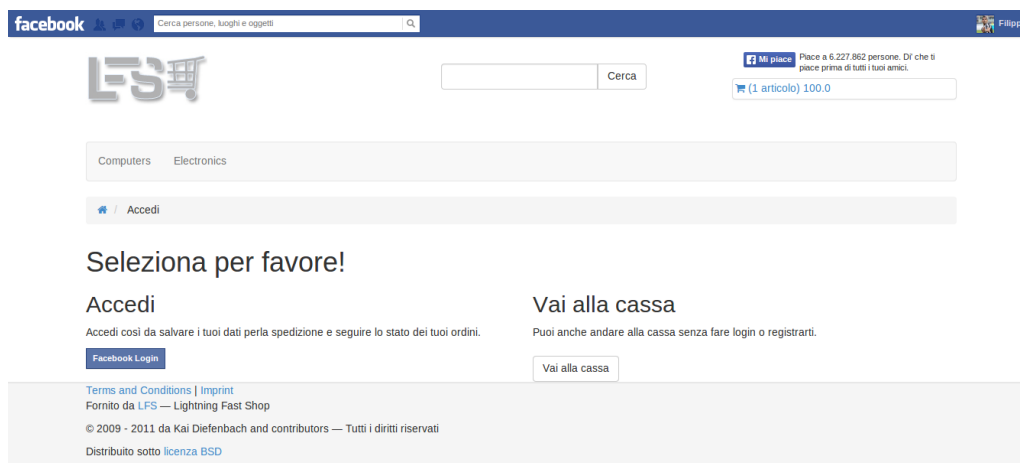 facebook Cerca persone, luoghi e oggetti Filipp
LFS
Cerca
Mi piace Piace a 6.227.862 persone. Di' che ti
piace prima di tutti i tuoi amici.
(1 articolo) 100.0
Computers Electronics
/ Accedi
Seleziona per favore!
Accedi
Accedi così da salvare i tuoi dati perla spedizione e seguire lo stato dei tuoi ordini.
Facebook Login
Vai alla cassa
Puoi anche andare alla cassa senza fare login o registrarti.
Vai alla cassa
Terms and Conditions | Imprint
Fornito da LFS — Lightning Fast Shop
© 2009 - 2011 da Kai Diefenbach and contributors — Tutti i diritti riservati
Distribuito sotto licenza BSD